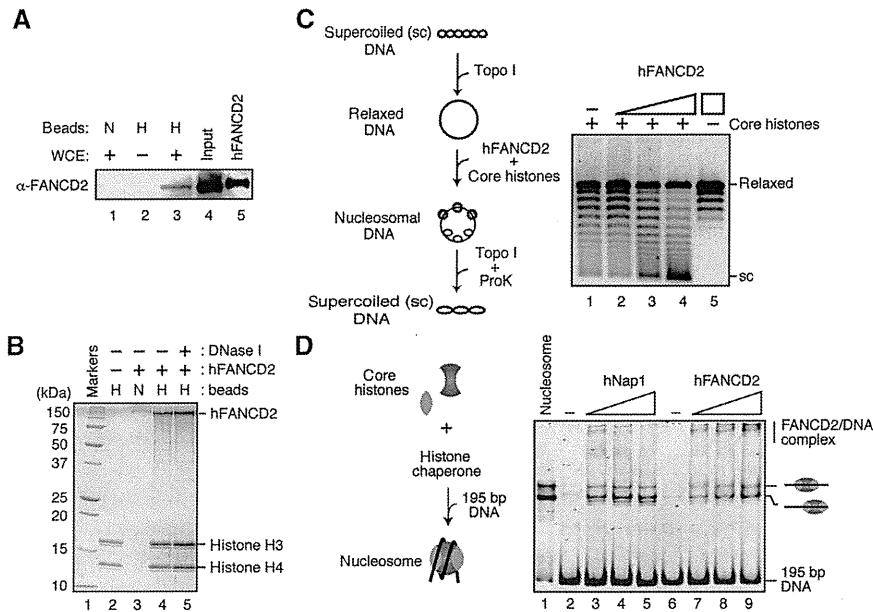 A
Beads: N H H Input hFANCD2
WCE: + − +
α-FANCD2
1 2 3 4 5
B
Markers
− − − + : DNase I
− + + + : hFANCD2
(kDa) H N H H : beads
150 hFANCD2
75
50
37
25
20
15 Histone H3
Histone H4
10
1 2 3 4 5
C
Supercoiled (sc)
DNA
Topo I
Relaxed
DNA
hFANCD2
+
Core histones
Nucleosomal
DNA
Topo I
+
ProK
Supercoiled (sc)
DNA
hFANCD2
−
+ + + + − Core histones
Relaxed
sc
1 2 3 4 5
D
Core
histones
+
Histone
chaperone
195 bp
DNA
Nucleosome
Nucleosome
hNap1 hFANCD2
− −
FANCD2/DNA
complex
195 bp
DNA
1 2 3 4 5 6 7 8 9